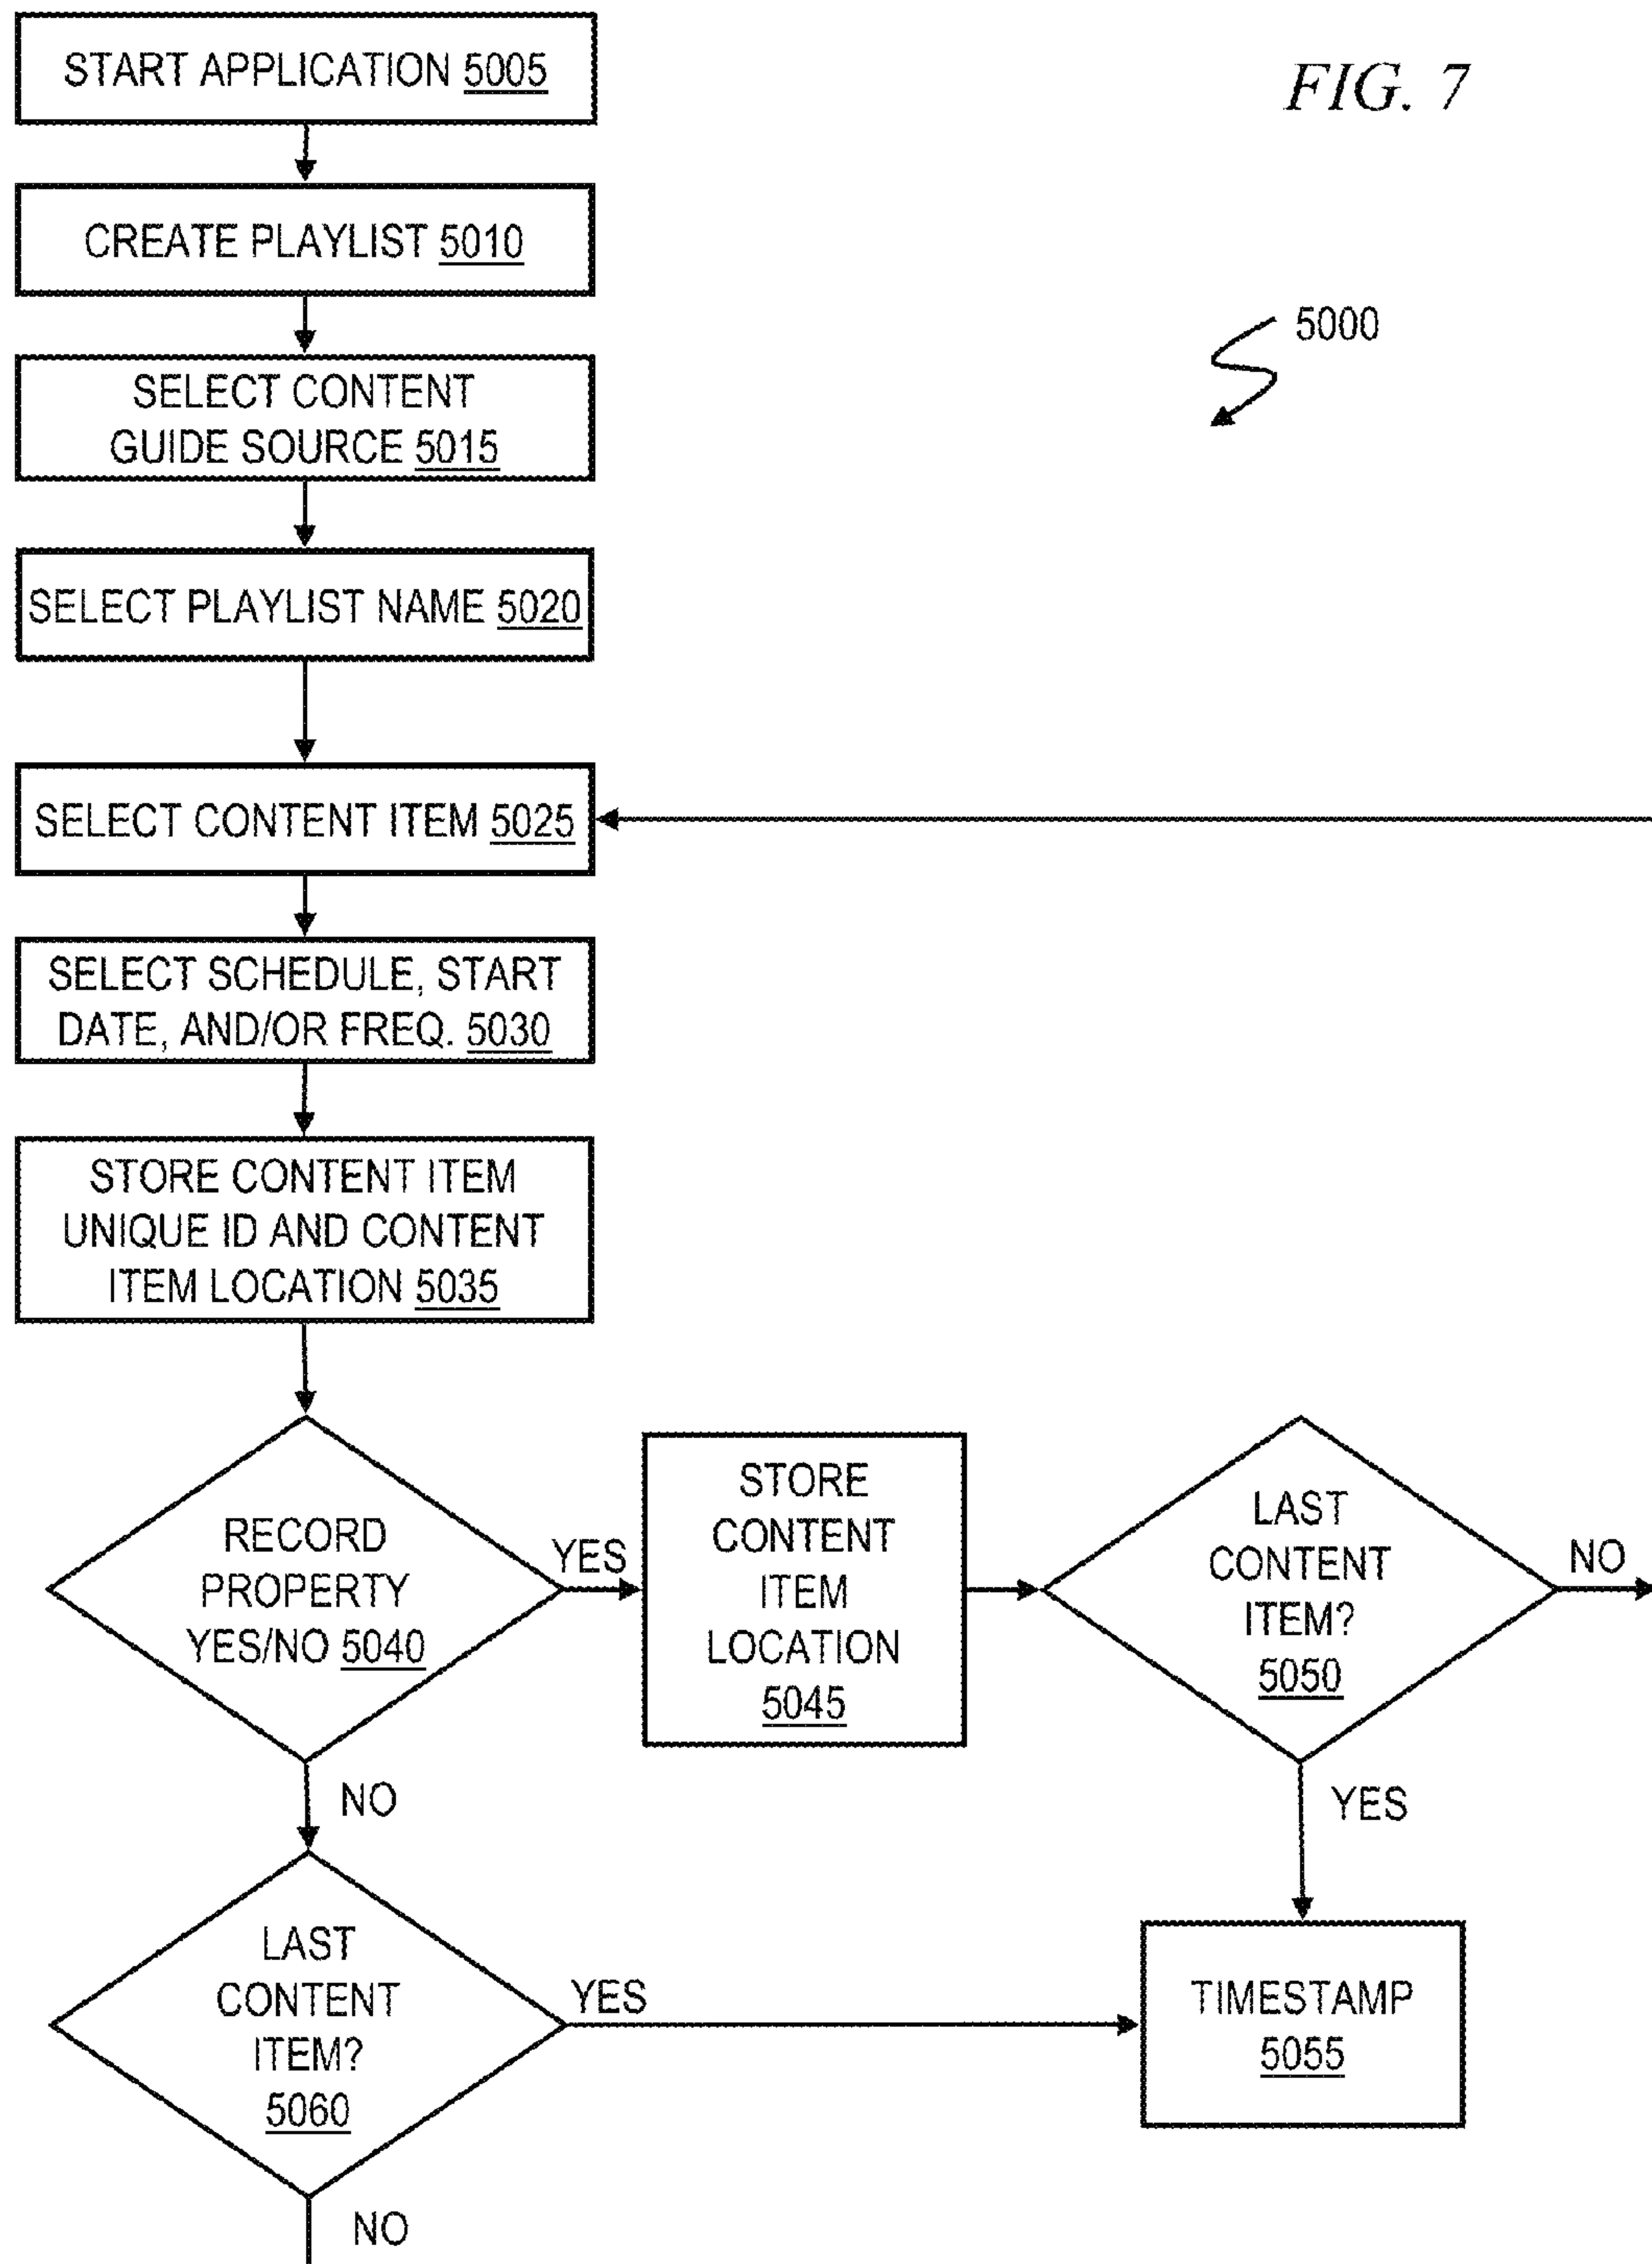 START APPLICATION 5005
FIG. 7
CREATE PLAYLIST 5010
5000
SELECT CONTENT
GUIDE SOURCE 5015
SELECT PLAYLIST NAME 5020
SELECT CONTENT ITEM 5025
SELECT SCHEDULE, START
DATE, AND/OR FREQ. 5030
STORE CONTENT ITEM
UNIQUE ID AND CONTENT
ITEM LOCATION 5035
RECORD
PROPERTY
YES/NO 5040
YES
STORE
CONTENT
ITEM
LOCATION
5045
LAST
CONTENT
ITEM?
5050
NO
NO
YES
LAST
CONTENT
ITEM?
5060
YES
TIMESTAMP
5055
NO